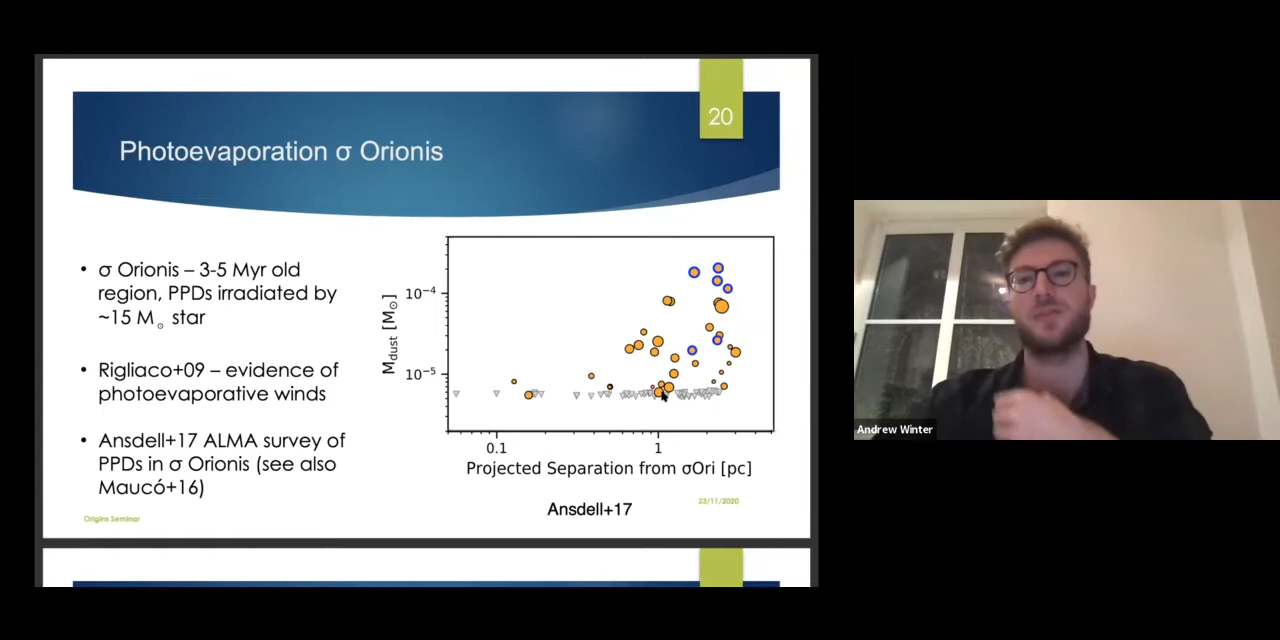 20
Photoevaporation σ Orionis
• σ Orionis – 3-5 Myr old
region, PPDs irradiated by
~15 M☉ star
• Rigliaco+09 – evidence of
photoevaporative winds
• Ansdell+17 ALMA survey of
PPDs in σ Orionis (see also
Maucó+16)
Mdust [M☉]
10⁻⁴
10⁻⁵
0.1 1
Projected Separation from σOri [pc]
Ansdell+17
23/11/2020
Origins Seminar
Andrew Winter